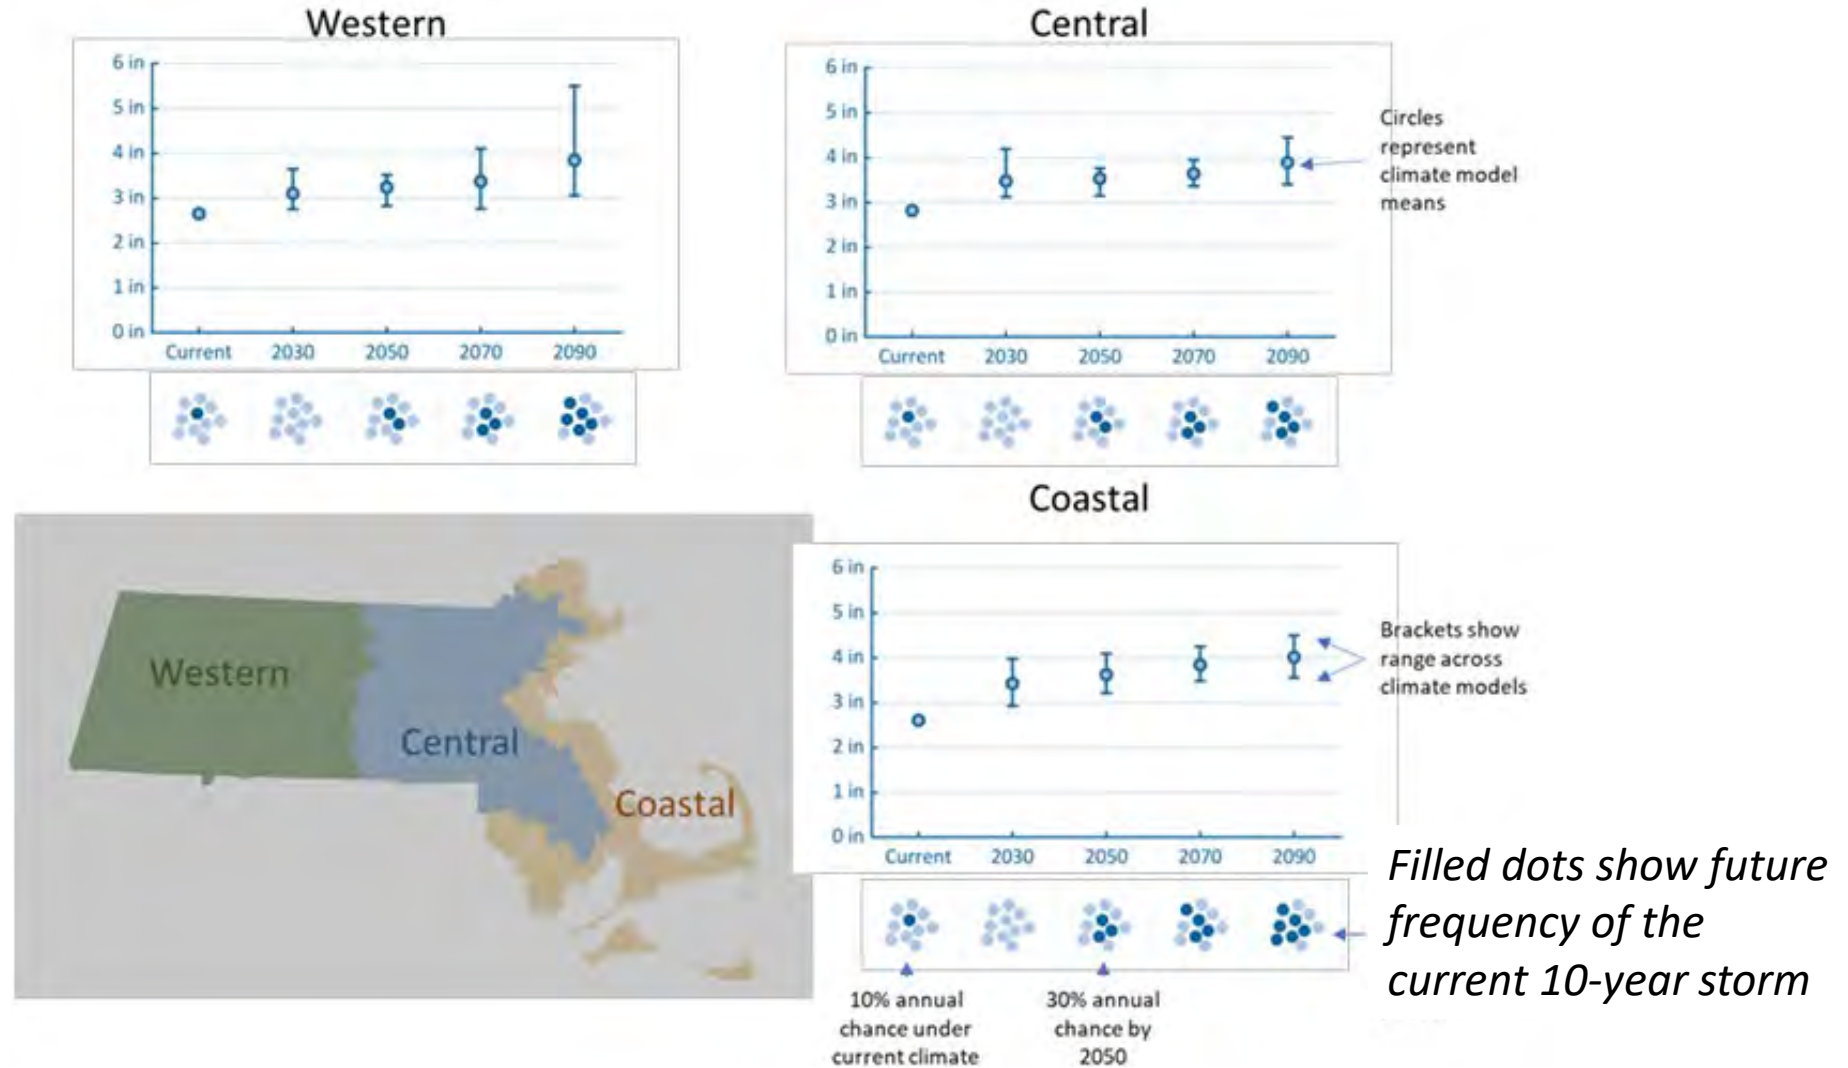 Western
6 in
5 in
4 in
3 in
2 in
1 in
0 in
Current 2030 2050 2070 2090
Central
6 in
5 in
4 in
3 in
2 in
1 in
0 in
Current 2030 2050 2070 2090
Circles
represent
climate model
means
Western
Central
Coastal
Coastal
6 in
5 in
4 in
3 in
2 in
1 in
0 in
Current 2030 2050 2070 2090
Brackets show
range across
climate models
Filled dots show future
frequency of the
current 10-year storm
10% annual
chance under
current climate
30% annual
chance by
2050